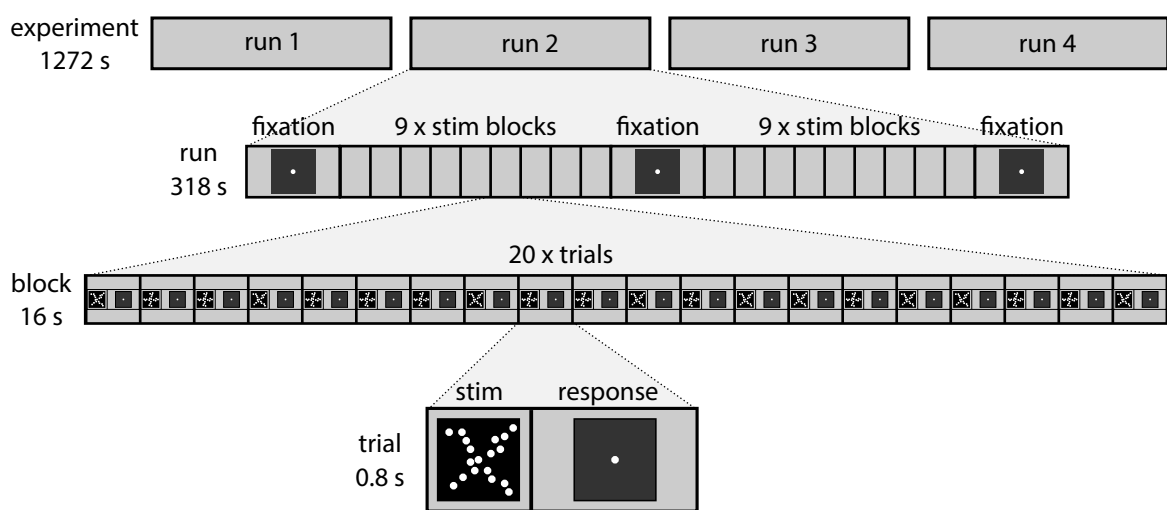 experiment
1272 s
run 1
run 2
run 3
run 4
fixation
9 x stim blocks
fixation
9 x stim blocks
fixation
run
318 s
20 x trials
block
16 s
stim
response
trial
0.8 s